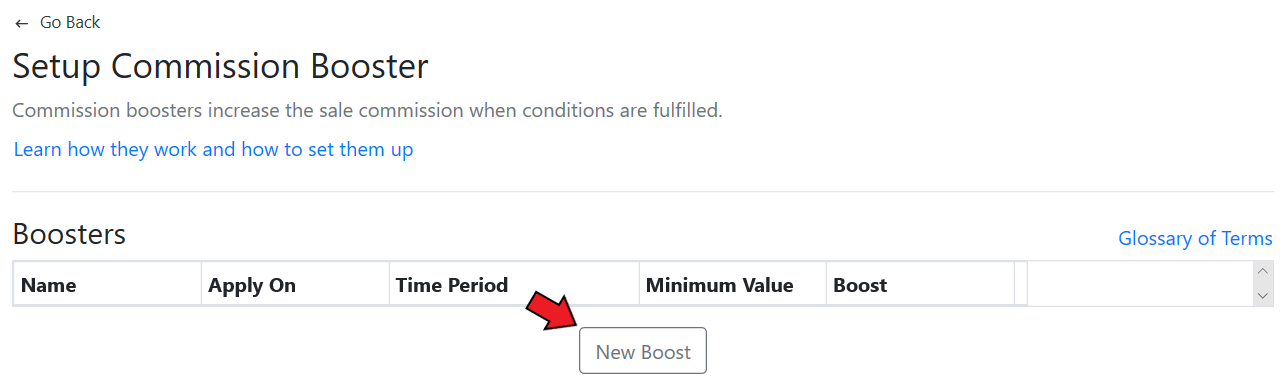 ← Go Back
Setup Commission Booster
Commission boosters increase the sale commission when conditions are fulfilled.
Learn how they work and how to set them up
Boosters
Glossary of Terms
Name Apply On Time Period Minimum Value Boost
New Boost